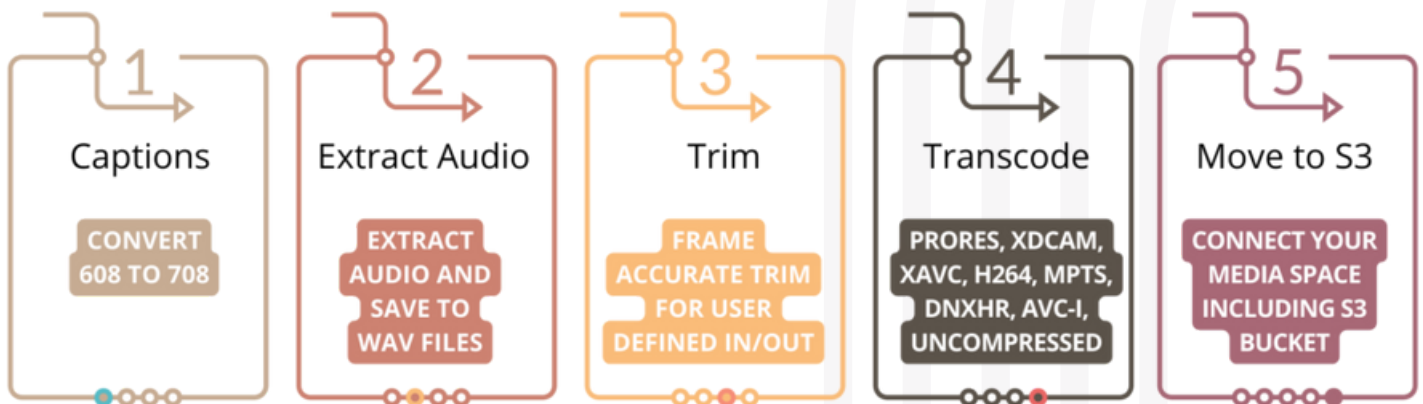 1
Captions
CONVERT
608 TO 708
2
Extract Audio
EXTRACT
AUDIO AND
SAVE TO
WAV FILES
3
Trim
FRAME
ACCURATE TRIM
FOR USER
DEFINED IN/OUT
4
Transcode
PRORES, XDCAM,
XAVC, H264, MPTS,
DNXHR, AVC-I,
UNCOMPRESSED
5
Move to S3
CONNECT YOUR
MEDIA SPACE
INCLUDING S3
BUCKET